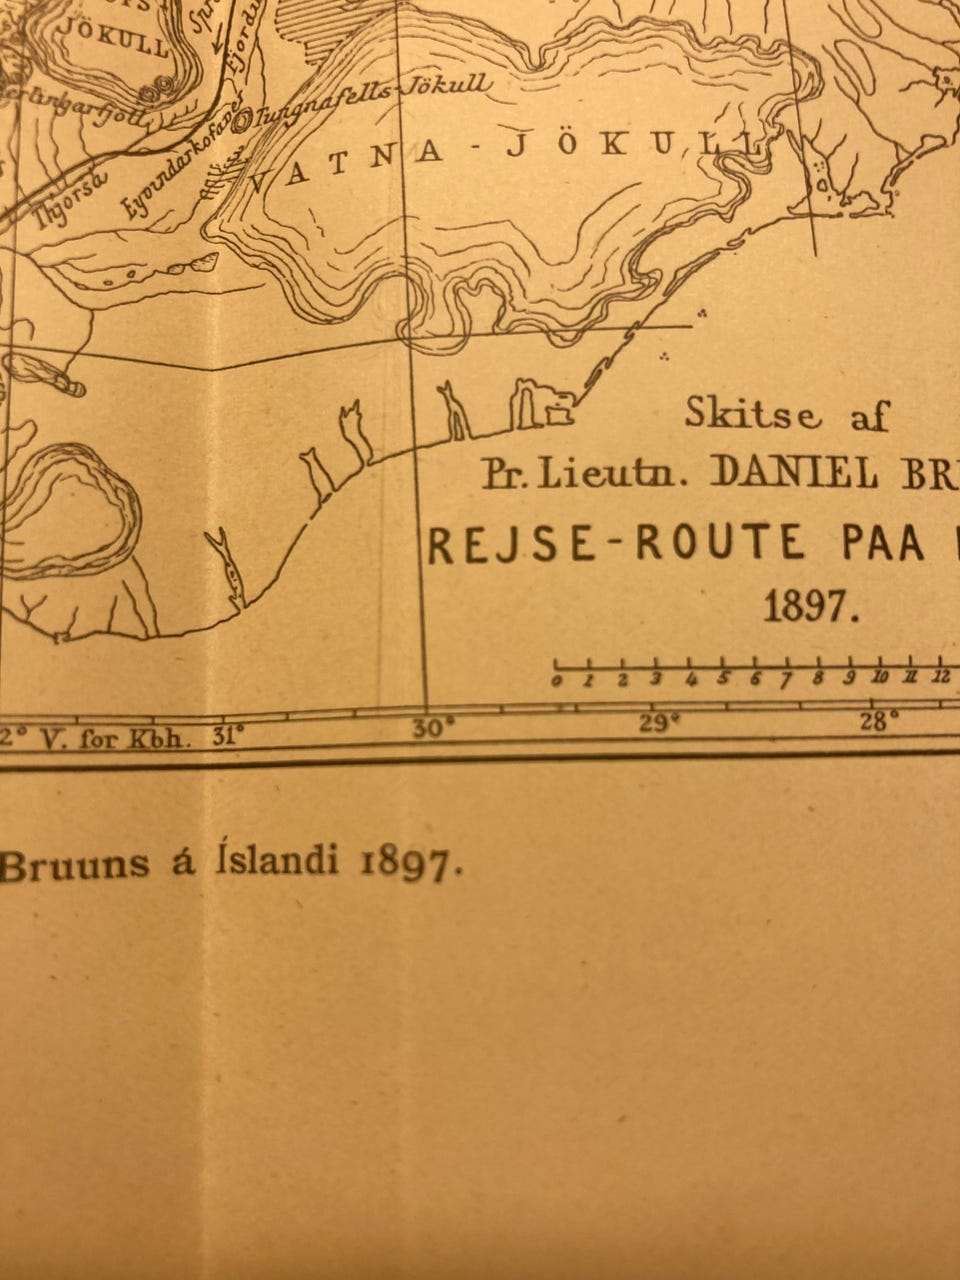 JÖKULL
Tungnafells-Jökull
VATNA-JÖKULL
Thjorsá
Skitse af
Pr. Lieutn. DANIEL BR
REJSE-ROUTE PAA
1897.
0 1 2 3 4 5 6 7 8 9 10 11 12
2° V. for Kbh. 31° 30° 29° 28°
Bruuns á Íslandi 1897.